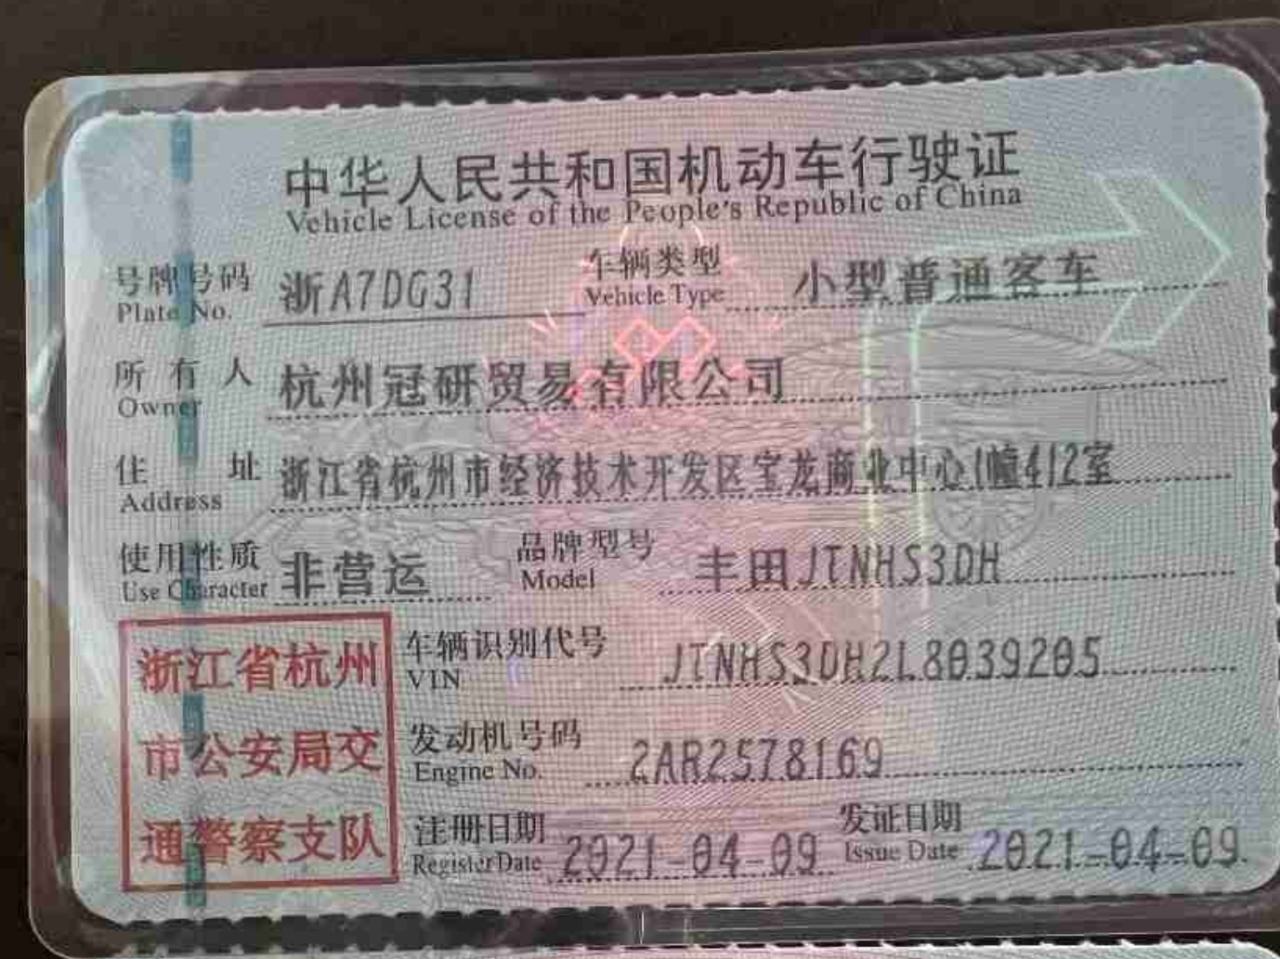 中华人民共和国机动车行驶证
Vehicle License of the People's Republic of China
号牌号码 浙A7DG31 车辆类型 小型普通客车
Plate No. Vehicle Type
所有人 杭州冠研贸易有限公司
Owner
住址 浙江省杭州市经济技术开发区宝龙商业中心1幢412室
Address
使用性质 非营运 品牌型号 丰田JTNHS3DH
Use Character Model
浙江省杭州
市公安局交
通警察支队
车辆识别代号 JTNHS3DH2L8039205
VIN
发动机号码 2AR2578169
Engine No.
注册日期 2021-04-09 发证日期 2021-04-09
Register Date Issue Date